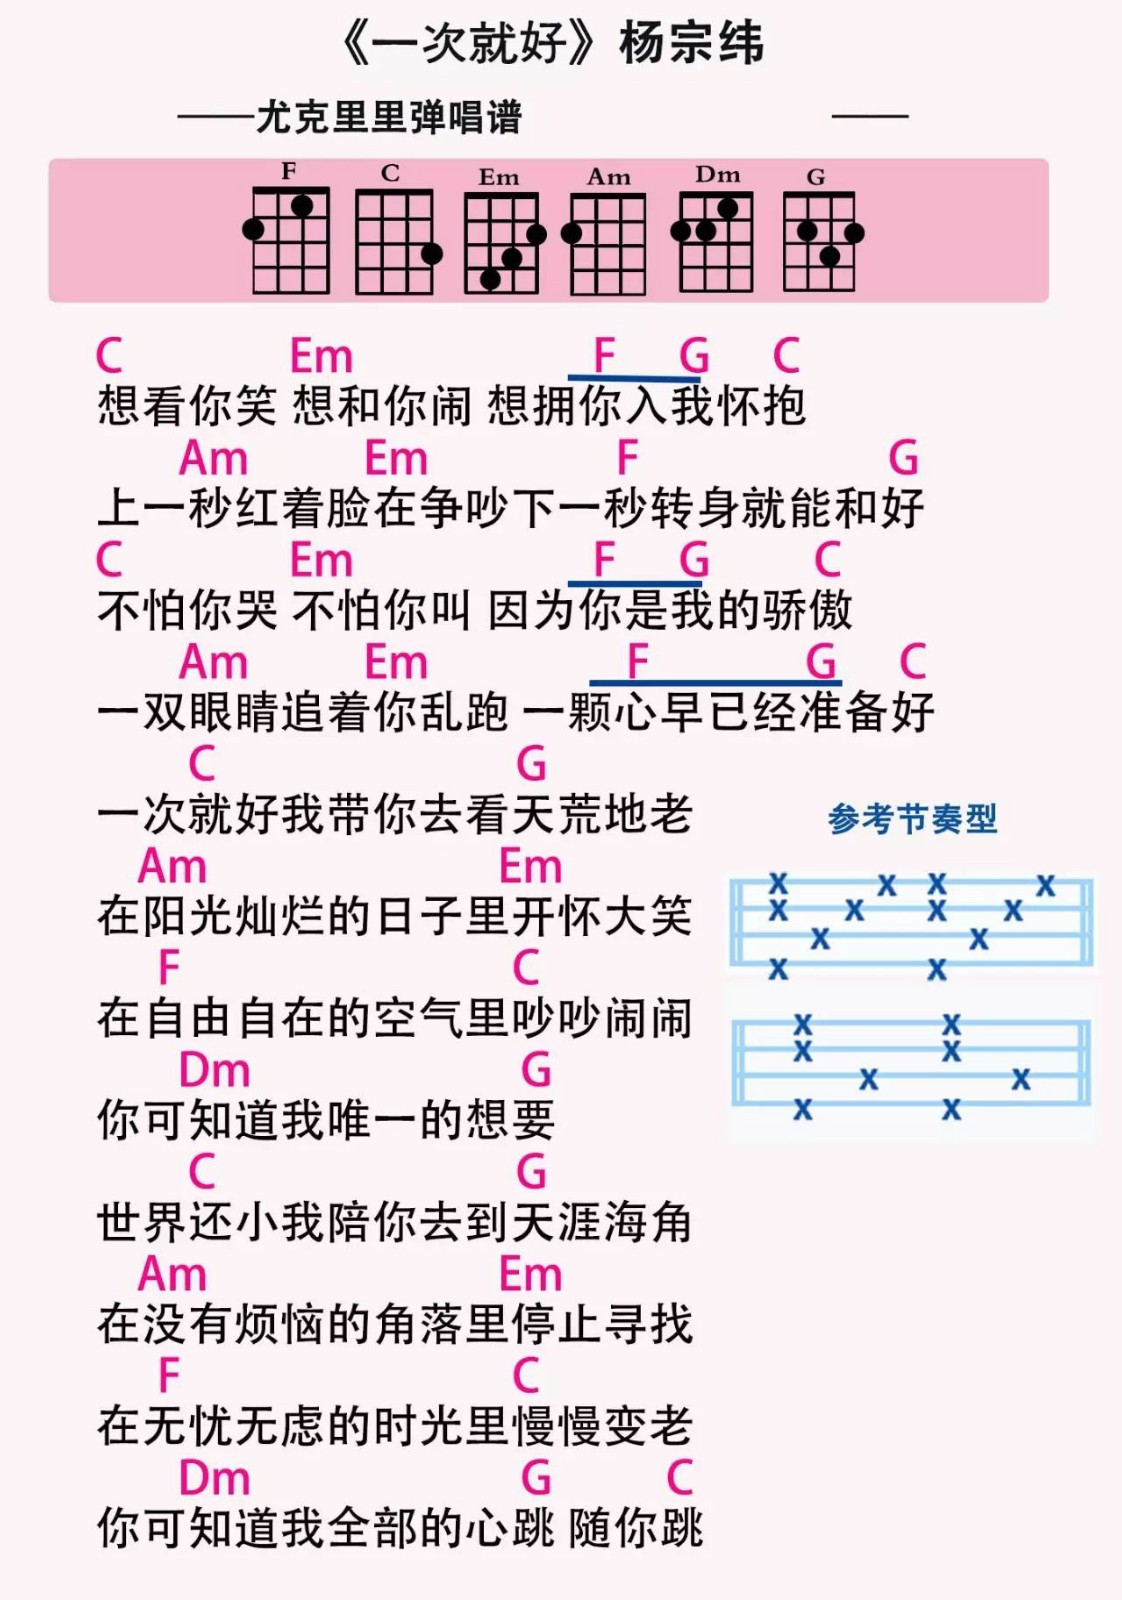 《一次就好》杨宗纬
——尤克里里弹唱谱 ——
F C Em Am Dm G
C Em F G C
想看你笑 想和你闹 想拥你入我怀抱
Am Em F G
上一秒红着脸在争吵下一秒转身就能和好
C Em F G C
不怕你哭 不怕你叫 因为你是我的骄傲
Am Em F G C
一双眼睛追着你乱跑 一颗心早已经准备好
C G
一次就好我带你去看天荒地老
参考节奏型
Am Em
在阳光灿烂的日子里开怀大笑
F C
在自由自在的空气里吵吵闹闹
Dm G
你可知道我唯一的想要
C G
世界还小我陪你去到天涯海角
Am Em
在没有烦恼的角落里停止寻找
F C
在无忧无虑的时光里慢慢变老
Dm G C
你可知道我全部的心跳 随你跳